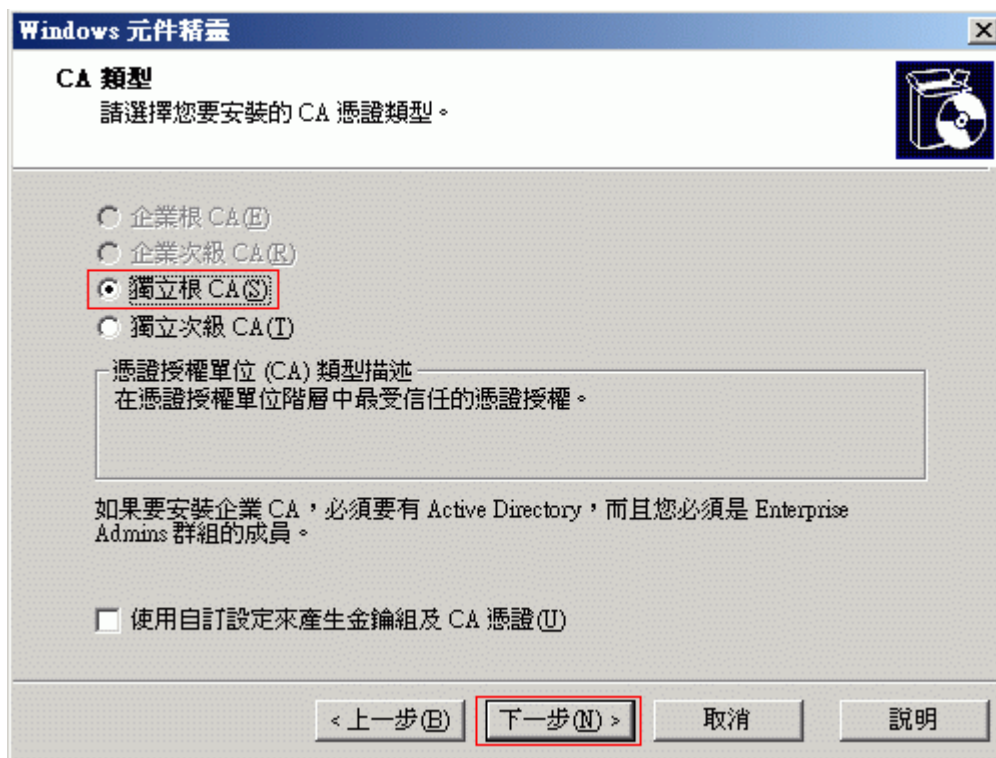 Windows 元件精靈
CA 類型
請選擇您要安裝的 CA 憑證類型。
企業根 CA(E)
企業次級 CA(R)
獨立根 CA(S)
獨立次級 CA(T)
憑證授權單位 (CA) 類型描述
在憑證授權單位階層中最受信任的憑證授權。
如果要安裝企業 CA，必須要有 Active Directory，而且您必須是 Enterprise
Admins 群組的成員。
使用自訂設定來產生金鑰組及 CA 憑證(U)
<上一步(B) 下一步(N)> 取消 說明